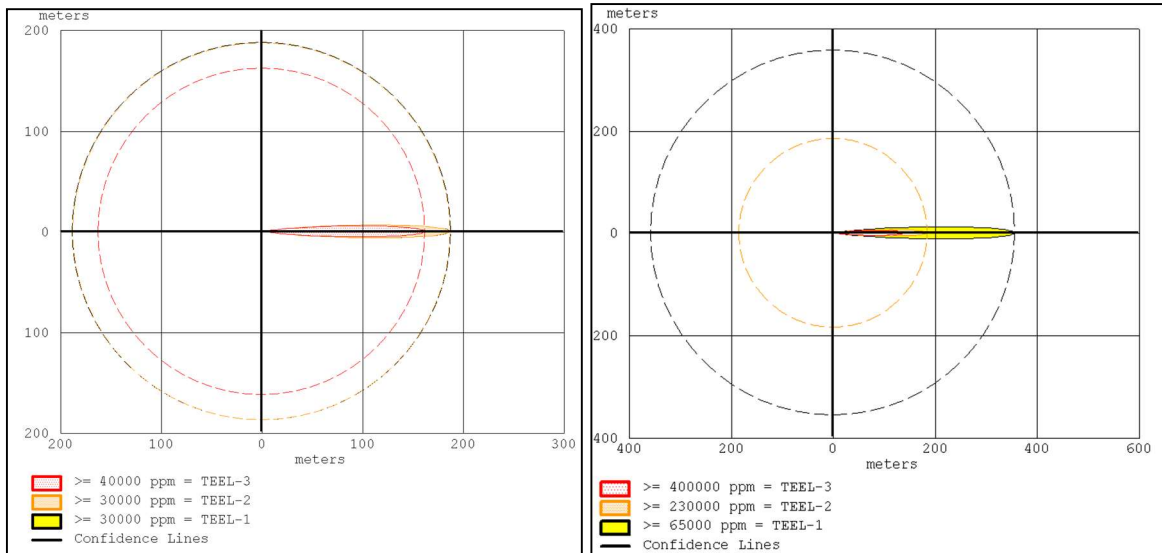 meters
200
100
0
100
200
200 100 0 100 200 300
meters
>= 40000 ppm = TEEL-3
>= 30000 ppm = TEEL-2
>= 30000 ppm = TEEL-1
Confidence Lines
meters
400
200
0
200
400
400 200 0 200 400 600
meters
>= 400000 ppm = TEEL-3
>= 230000 ppm = TEEL-2
>= 65000 ppm = TEEL-1
Confidence Lines